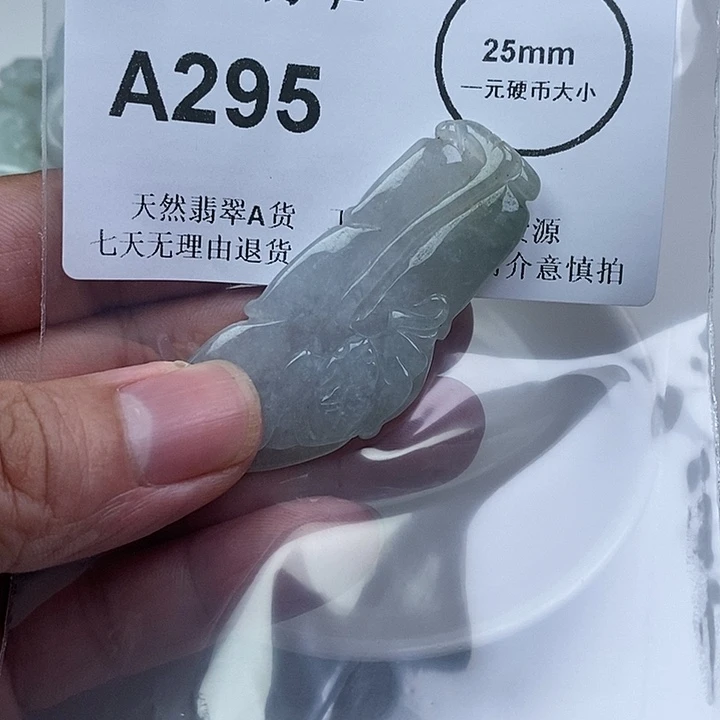 A295
25mm
一元硬币大小
天然翡翠A货
源
七天无理由退货
介意慎拍